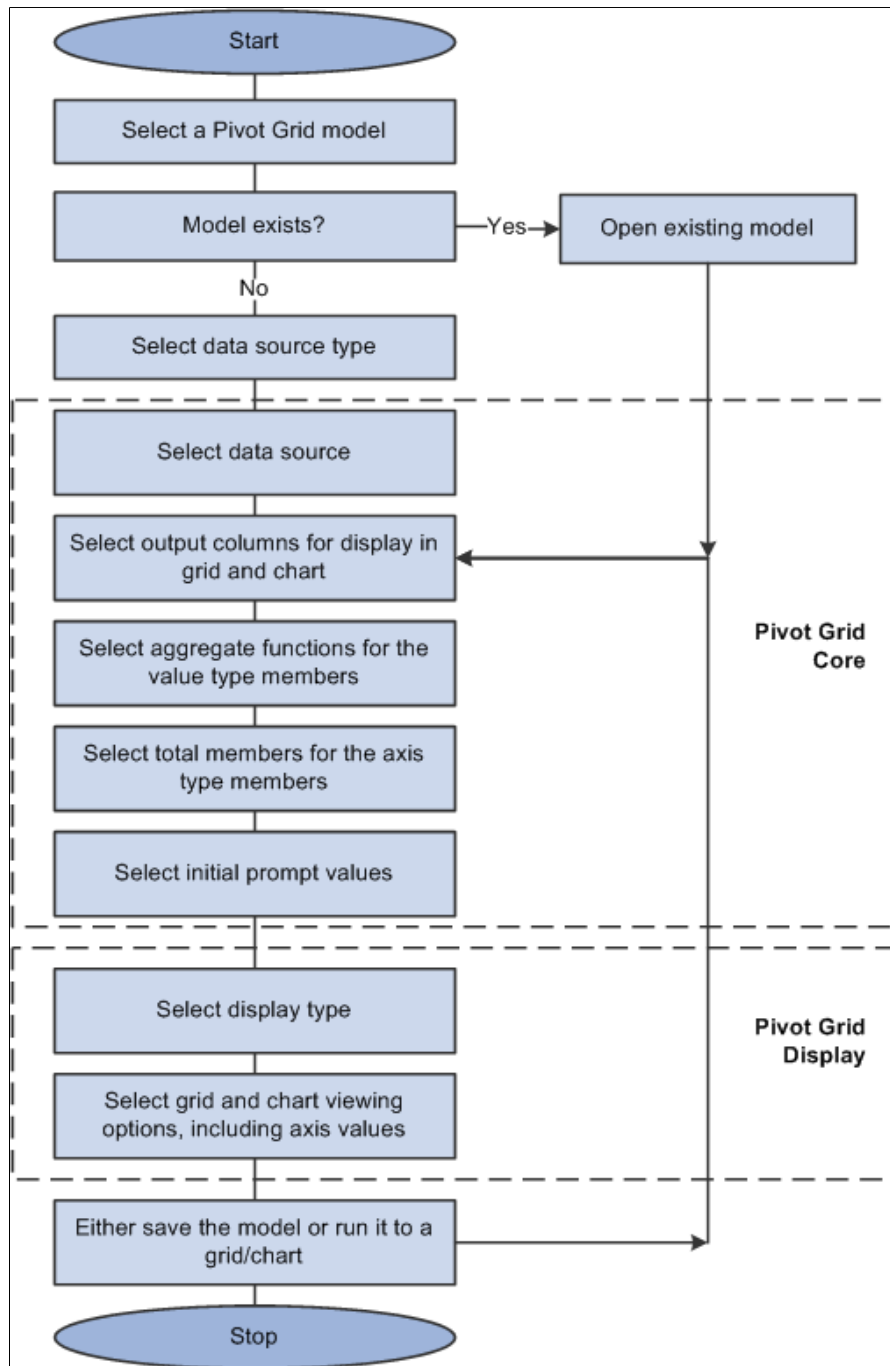 Start
Select a Pivot Grid model
Model exists?
Yes
Open existing model
No
Select data source type
Select data source
Select output columns for display in
grid and chart
Pivot Grid
Core
Select aggregate functions for the
value type members
Select total members for the axis
type members
Select initial prompt values
Select display type
Pivot Grid
Display
Select grid and chart viewing
options, including axis values
Either save the model or run it to a
grid/chart
Stop